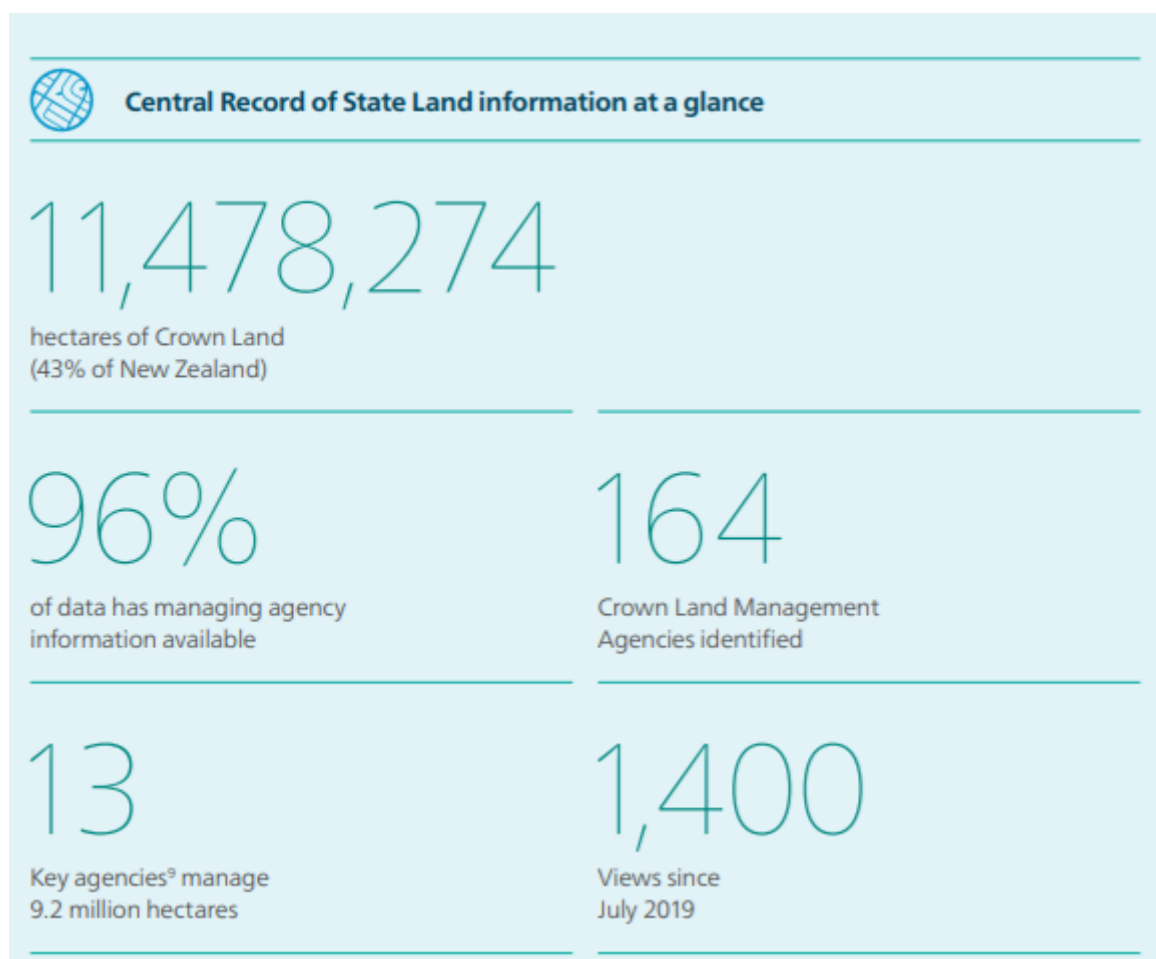 Central Record of State Land information at a glance
11,478,274
hectares of Crown Land
(43% of New Zealand)
96%
of data has managing agency
information available
164
Crown Land Management
Agencies identified
13
Key agencies⁹ manage
9.2 million hectares
1,400
Views since
July 2019